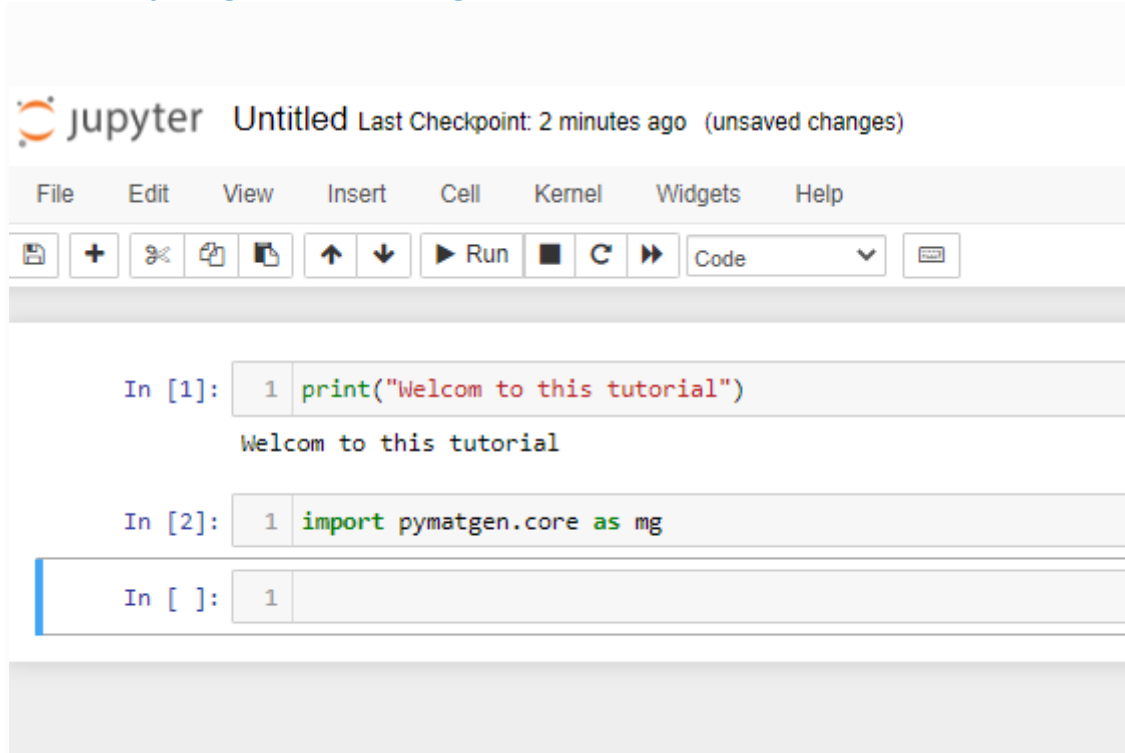 jupyter Untitled Last Checkpoint: 2 minutes ago (unsaved changes)
File Edit View Insert Cell Kernel Widgets Help
Run Code
In [1]: 1 print("Welcom to this tutorial")
Welcom to this tutorial
In [2]: 1 import pymatgen.core as mg
In [ ]: 1